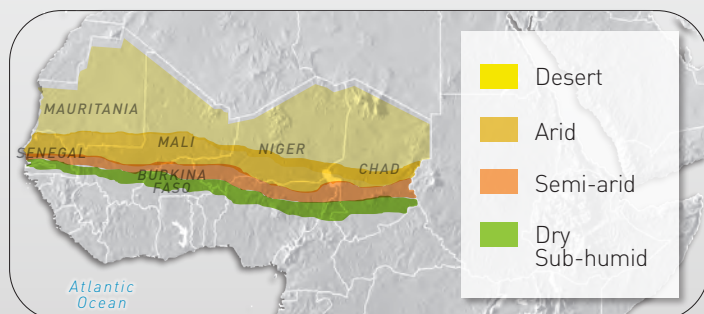 MAURITANIA
MALI
NIGER
SENEGAL
CHAD
BURKINA
FASO
Atlantic
Ocean
Desert
Arid
Semi-arid
Dry
Sub-humid